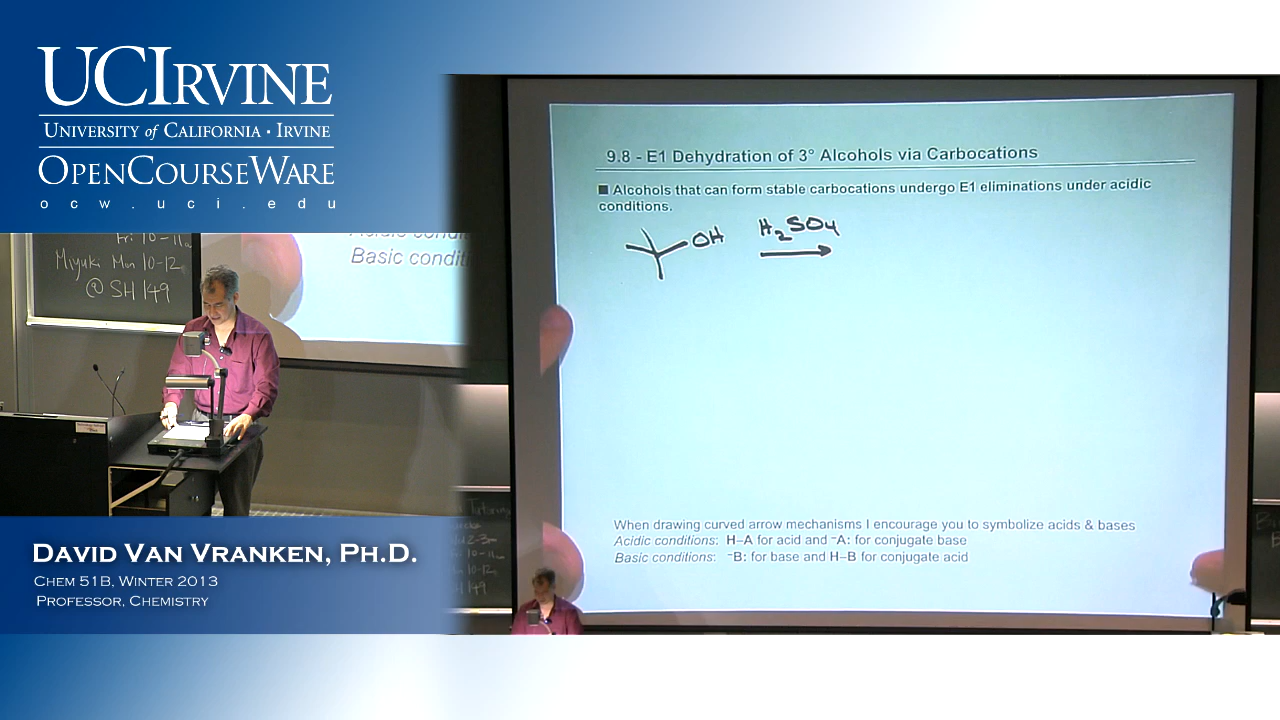 UCIRVINE
UNIVERSITY of CALIFORNIA · IRVINE
OPENCOURSEWARE
ocw.uci.edu
Fri 10-11
Miyuki Mon 10-12
@ SH 149
Basic condit
DAVID VAN VRANKEN, PH.D.
CHEM 51B, WINTER 2013
PROFESSOR, CHEMISTRY
9.8 - E1 Dehydration of 3° Alcohols via Carbocations
■ Alcohols that can form stable carbocations undergo E1 eliminations under acidic
conditions.
OH H2SO4
When drawing curved arrow mechanisms I encourage you to symbolize acids & bases
Acidic conditions: H–A for acid and ⁻A: for conjugate base
Basic conditions: ⁻B: for base and H–B for conjugate acid